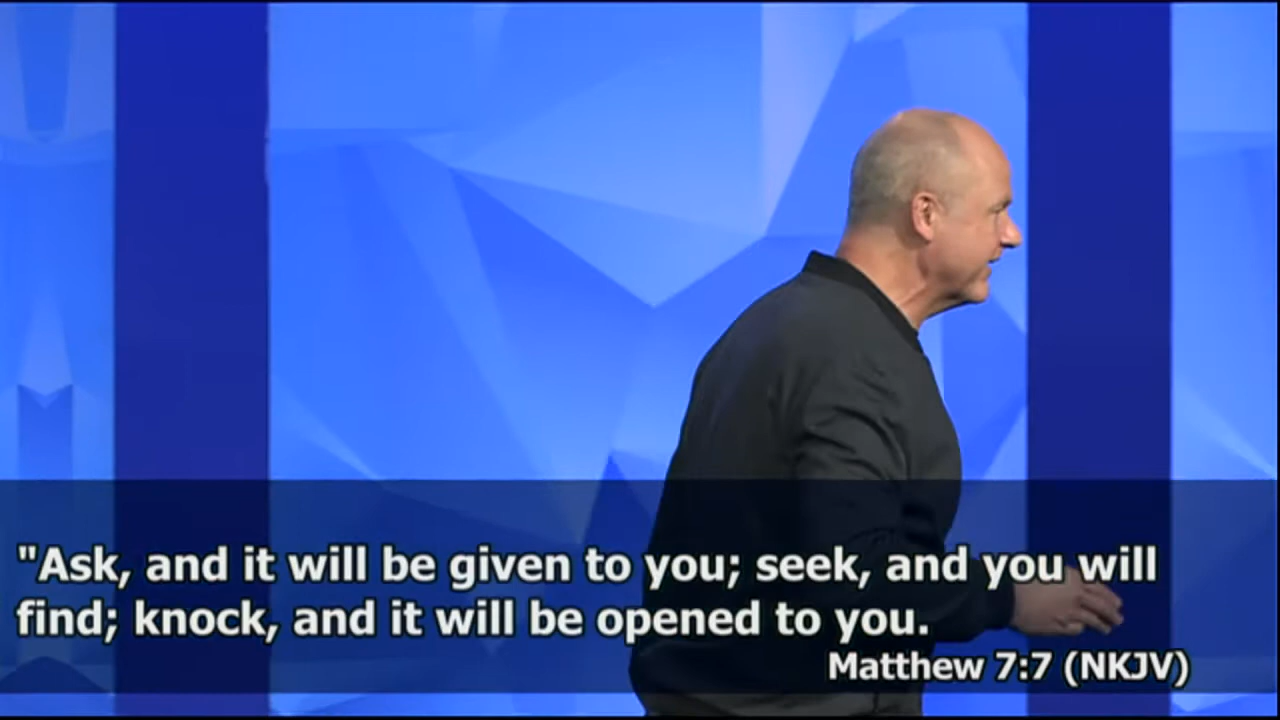 "Ask, and it will be given to you; seek, and you will
find; knock, and it will be opened to you.
Matthew 7:7 (NKJV)